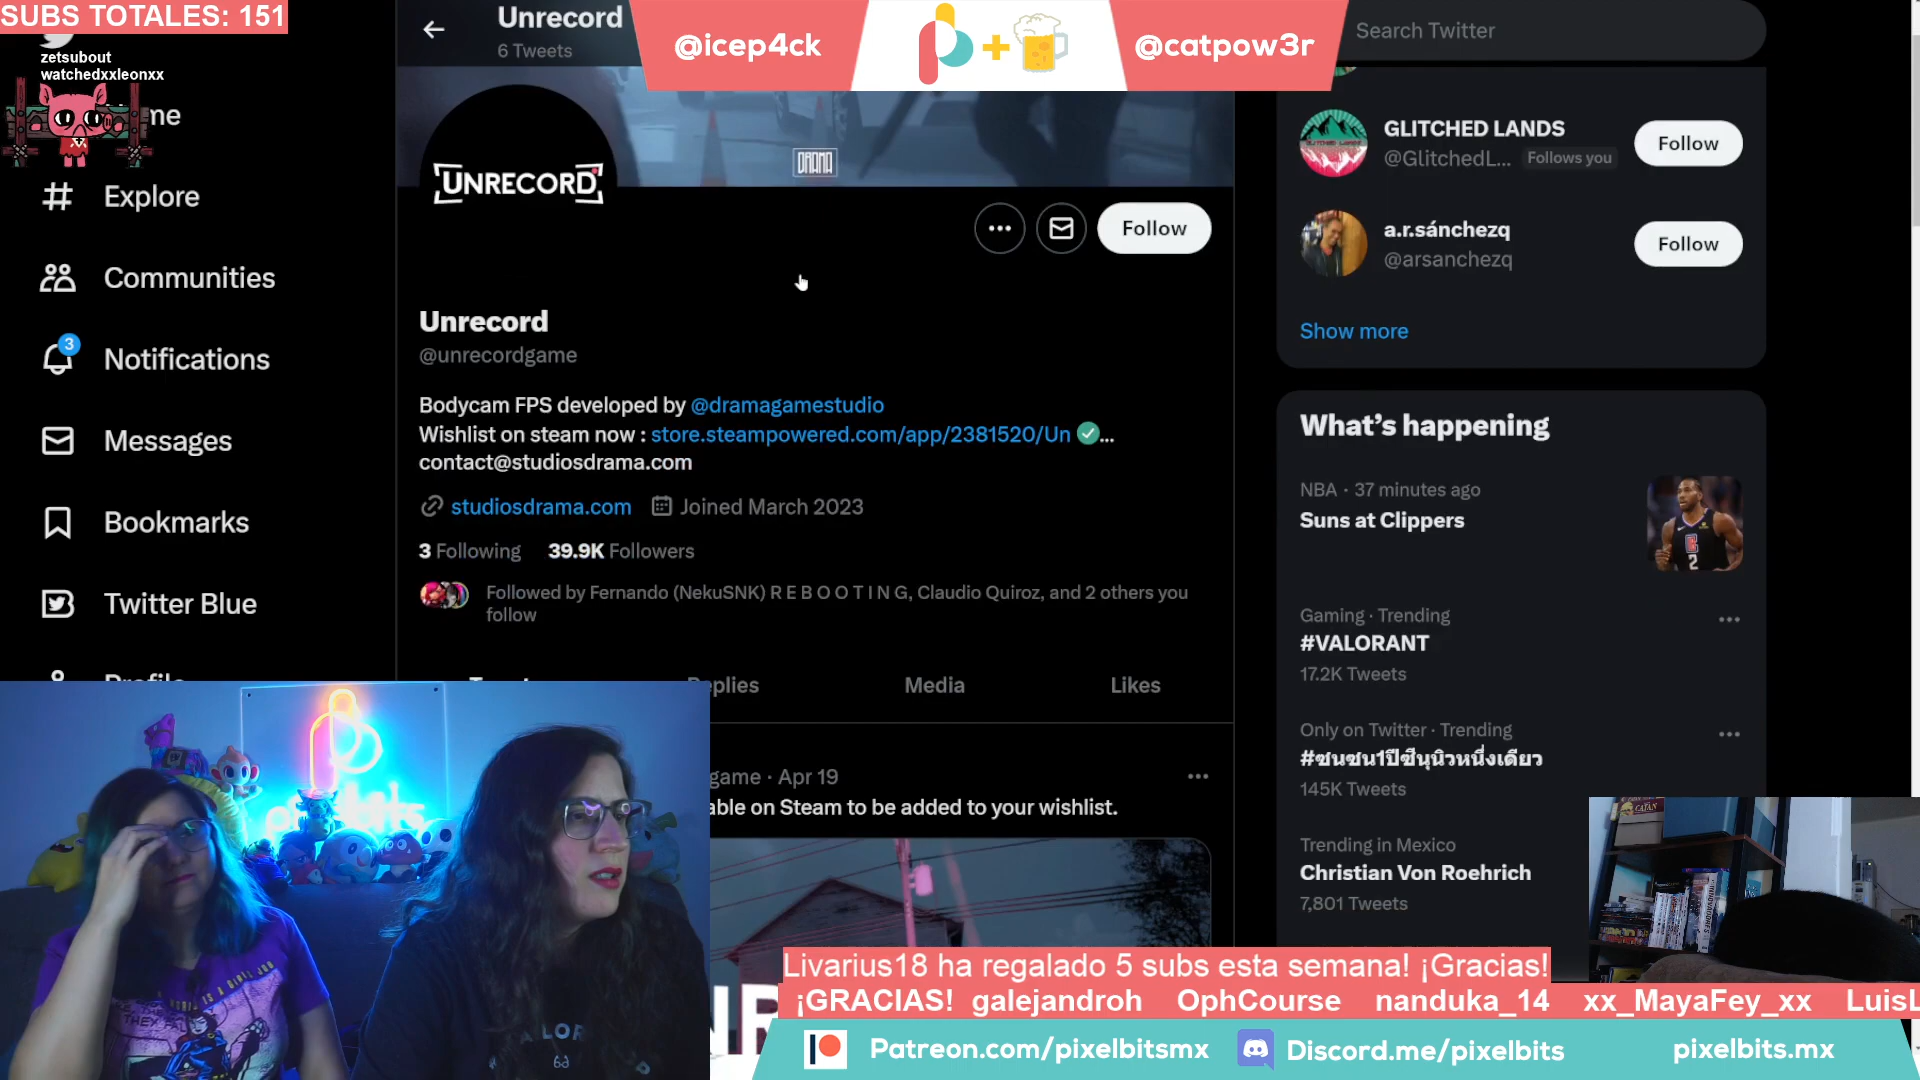 SUBS TOTALES: 151
zetsubout
watchedxxleonxx
me
Explore
Communities
3
Notifications
Messages
Bookmarks
Twitter Blue
Profile
Unrecord
6 Tweets
@icep4ck
@catpow3r
Search Twitter
UNRECORD
DRAMA
Follow
Unrecord
@unrecordgame
Bodycam FPS developed by @dramagamestudio
Wishlist on steam now : store.steampowered.com/app/2381520/Un ✅...
contact@studiosdrama.com
studiosdrama.com Joined March 2023
3 Following 39.9K Followers
Followed by Fernando (NekuSNK) R E B O O T I N G, Claudio Quiroz, and 2 others you
follow
Replies
Media
Likes
game · Apr 19
able on Steam to be added to your wishlist.
GLITCHED LANDS
@GlitchedL... Follows you
Follow
a.r.sánchezq
@arsanchezq
Follow
Show more
What's happening
NBA · 37 minutes ago
Suns at Clippers
Gaming · Trending
#VALORANT
17.2K Tweets
Only on Twitter · Trending
#ซนซน1ปีซีนุนิวหนึ่งเดียว
145K Tweets
Trending in Mexico
Christian Von Roehrich
7,801 Tweets
CATAN
Livarius18 ha regalado 5 subs esta semana! ¡Gracias!
¡GRACIAS! galejandroh OphCourse nanduka_14 xx_MayaFey_xx LuisL
Patreon.com/pixelbitsmx
Discord.me/pixelbits
pixelbits.mx